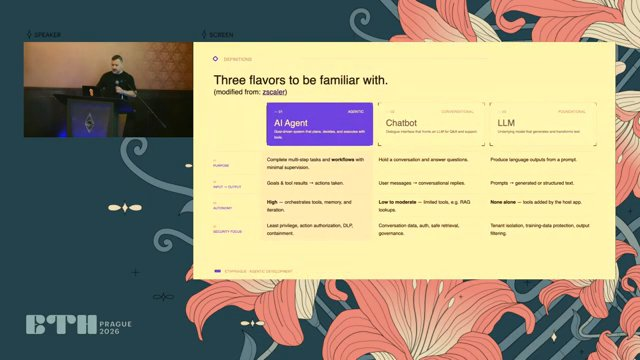 SPEAKER
SCREEN
DEFINITIONS
Three flavors to be familiar with.
(modified from: zscaler)
— 01 AGENTIC
AI Agent
Goal-driven system that plans, decides, and executes with tools.
— 02 CONVERSATIONAL
Chatbot
Dialogue interface that fronts an LLM for Q&A and support.
— 03 FOUNDATIONAL
LLM
Underlying model that generates and transforms text.
PURPOSE
Complete multi-step tasks and workflows with
minimal supervision.
Hold a conversation and answer questions.
Produce language outputs from a prompt.
INPUT → OUTPUT
Goals & tool results → actions taken.
User messages → conversational replies.
Prompts → generated or structured text.
AUTONOMY
High — orchestrates tools, memory, and
iteration.
Low to moderate — limited tools, e.g. RAG
lookups.
None alone — tools added by the host app.
SECURITY FOCUS
Least privilege, action authorization, DLP,
containment.
Conversation data, auth, safe retrieval,
governance.
Tenant isolation, training-data protection, output
filtering.
ETHPRAGUE · AGENTIC DEVELOPMENT
ETH PRAGUE
2026